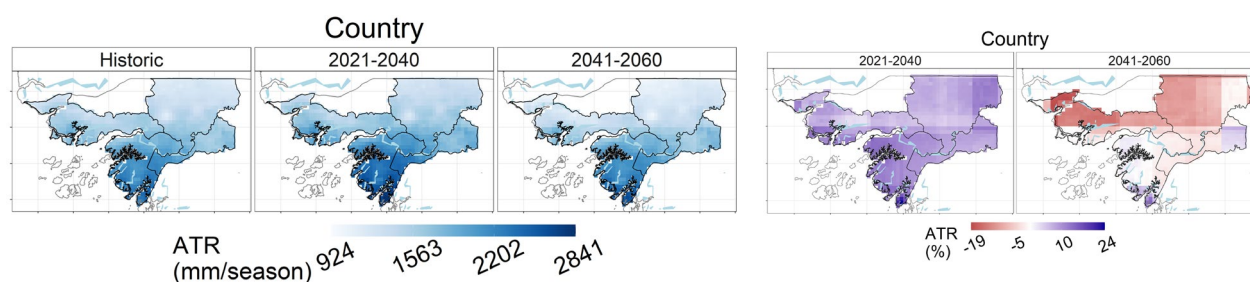 Country
Historic
2021-2040
2041-2060
ATR
(mm/season)
924
1563
2202
2841
Country
2021-2040
2041-2060
ATR
(%)
-19
-5
10
24